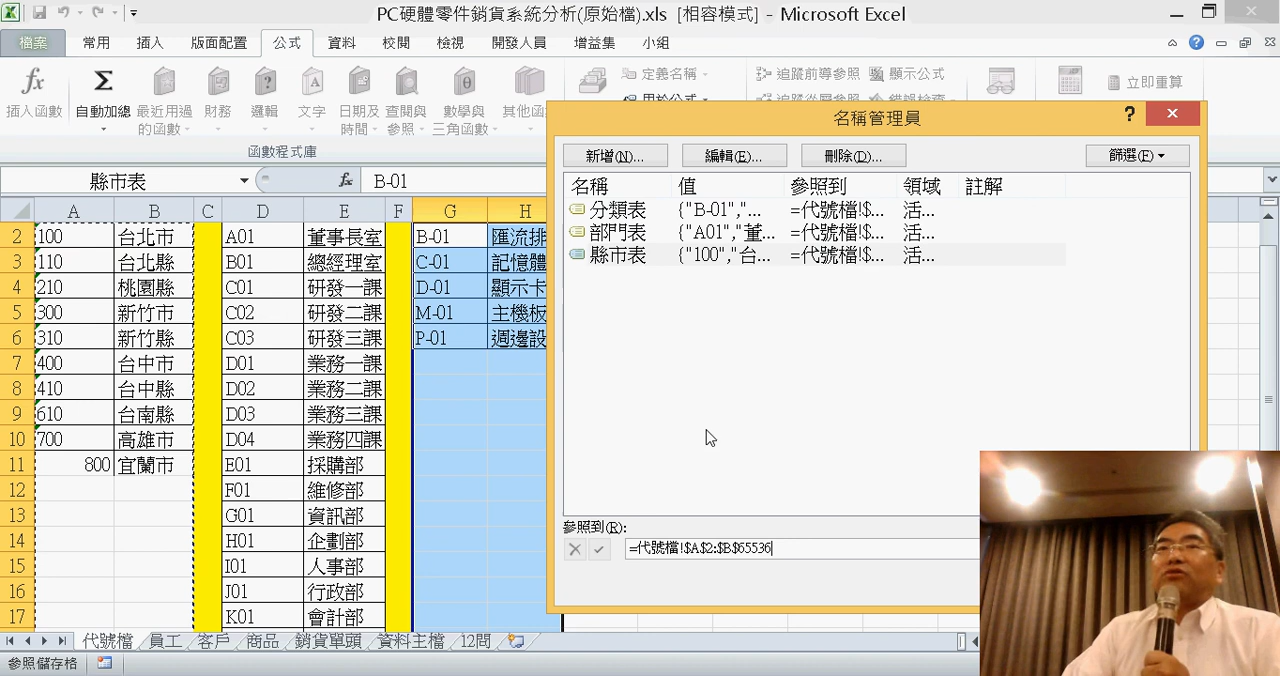 PC硬體零件銷貨系統分析(原始檔).xls [相容模式] - Microsoft Excel
檔案 常用 插入 版面配置 公式 資料 校閱 檢視 開發人員 增益集 小組
定義名稱 追蹤前導參照 顯示公式
用於公式 追蹤從屬參照 錯誤檢查 立即重算
插入函數 自動加總 最近用的函數 財務 邏輯 文字 日期及時間 查閱與參照 數學與三角函數 其他函
函數程式庫
縣市表 fx B-01
A B C D E F G H
2 100 台北市 A01 董事長室 B-01 匯流排
3 110 台北縣 B01 總經理室 C-01 記憶體
4 210 桃園縣 C01 研發一課 D-01 顯示卡
5 300 新竹市 C02 研發二課 M-01 主機板
6 310 新竹縣 C03 研發三課 P-01 週邊設
7 400 台中市 D01 業務一課
8 410 台中縣 D02 業務二課
9 610 台南縣 D03 業務三課
10 700 高雄市 D04 業務四課
11 800 宜蘭市 E01 採購部
12 F01 維修部
13 G01 資訊部
14 H01 企劃部
15 I01 人事部
16 J01 行政部
17 K01 會計部
名稱管理員
新增(N)... 編輯(E)... 刪除(D)... 篩選(F)
名稱 值 參照到 領域 註解
分類表 {"B-01","... =代號檔!$... 活...
部門表 {"A01","董... =代號檔!$... 活...
縣市表 {"100","台... =代號檔!$... 活...
參照到(R):
=代號檔!$A$2:$B$65536
代號檔 員工 客戶 商品 銷貨單頭 資料主檔 12問
參照儲存格